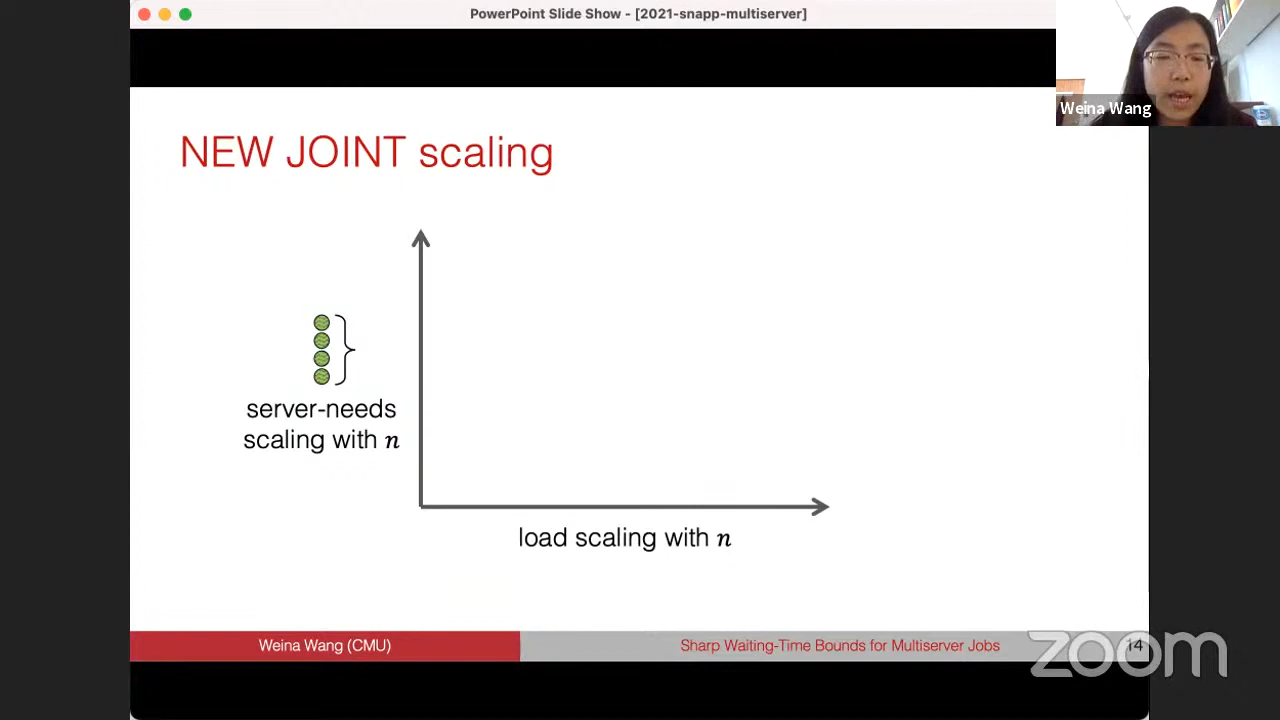 PowerPoint Slide Show - [2021-snapp-multiserver]
Weina Wang
NEW JOINT scaling
server-needs
scaling with n
load scaling with n
Weina Wang (CMU)
Sharp Waiting-Time Bounds for Multiserver Jobs
14
zoom